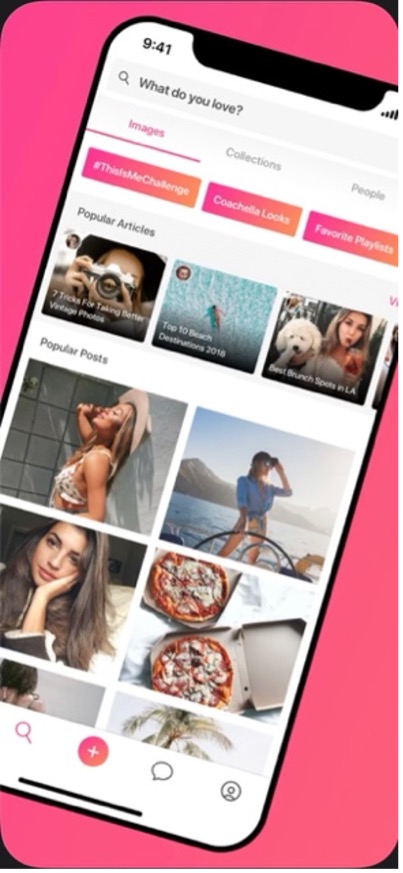 9:41
What do you love?
Images
Collections
People
#ThisIsMeChallenge
Coachella Looks
Favorite Playlists
Popular Articles
7 Tricks For Taking Better
Vintage Photos
Top 10 Beach
Destinations 2018
Best Brunch Spots in LA
Popular Posts